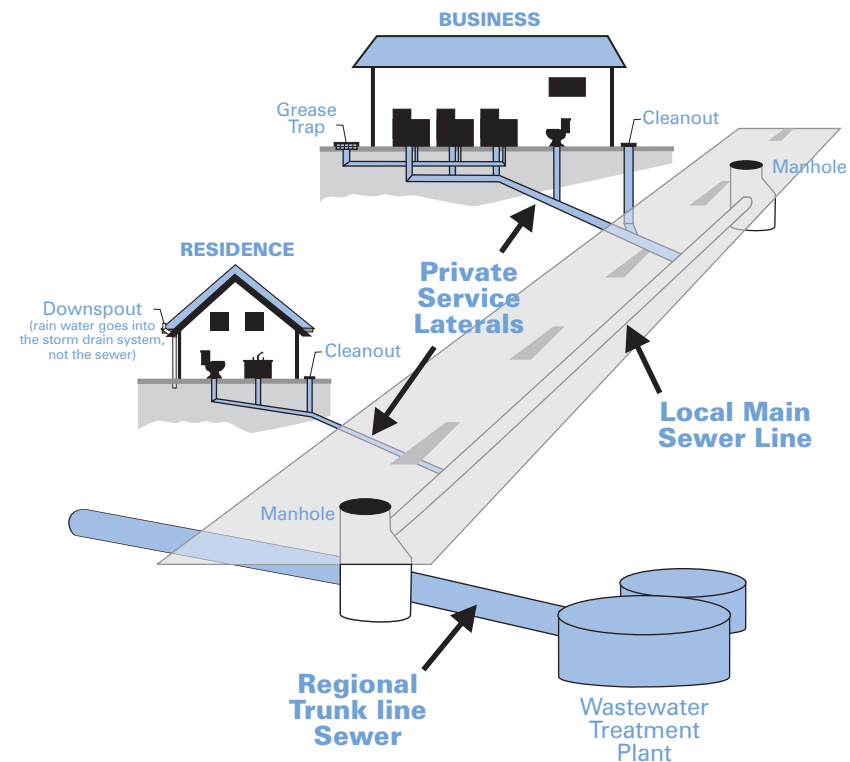 BUSINESS
Grease
Trap
Cleanout
Manhole
RESIDENCE
Private
Service
Laterals
Downspout
(rain water goes into
the storm drain system,
not the sewer)
Cleanout
Local Main
Sewer Line
Manhole
Regional
Trunk line
Sewer
Wastewater
Treatment
Plant